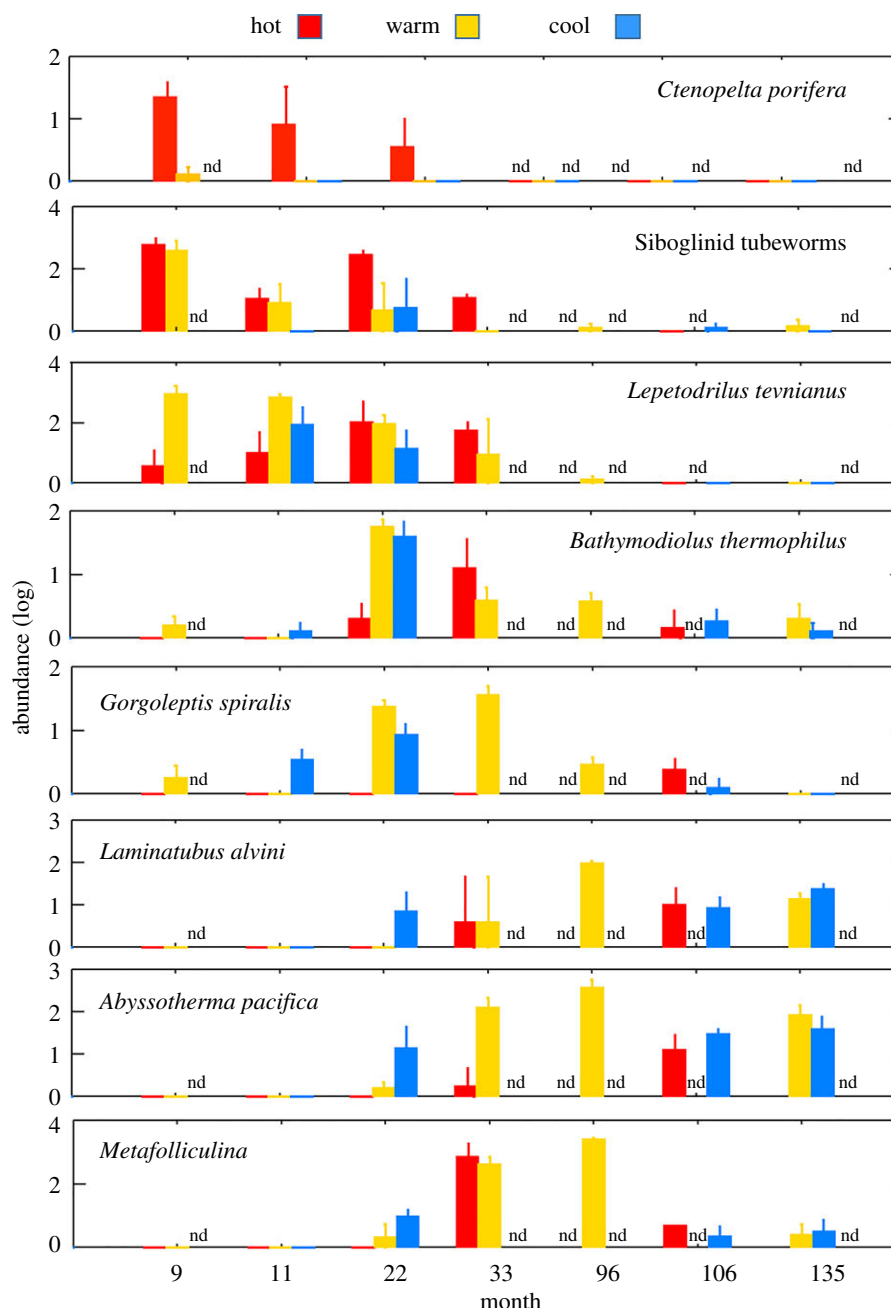 hot warm cool
2
Ctenopelta porifera
1
nd nd nd nd nd nd
0
4
Siboglinid tubeworms
2
nd nd nd nd nd nd
0
4
Lepetodrilus tevnianus
2
nd nd nd nd nd nd
0
2
Bathymodiolus thermophilus
1
nd nd nd nd nd nd
0
abundance (log)
2
Gorgoleptis spiralis
1
nd nd nd nd nd nd
0
3
Laminatubus alvini
2
1
nd nd nd nd nd nd
0
3
Abyssotherma pacifica
2
1
nd nd nd nd nd nd
0
4
Metafolliculina
2
nd nd nd nd nd nd
0
9 11 22 33 96 106 135
month